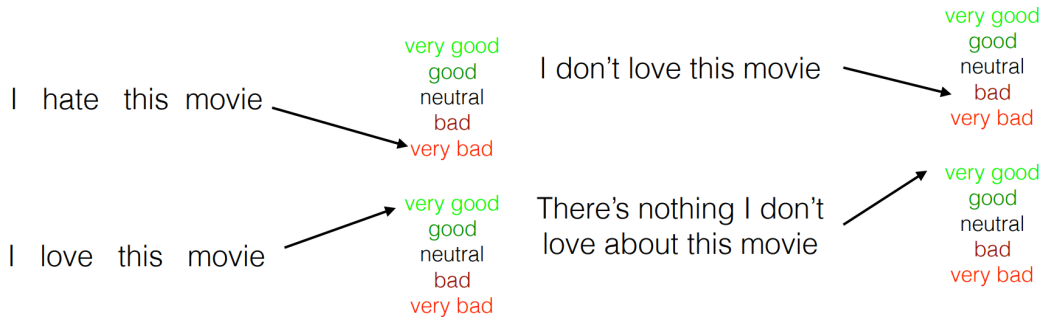 I hate this movie
very good
good
neutral
bad
very bad
I love this movie
very good
good
neutral
bad
very bad
I don't love this movie
very good
good
neutral
bad
very bad
There's nothing I don't
love about this movie
very good
good
neutral
bad
very bad